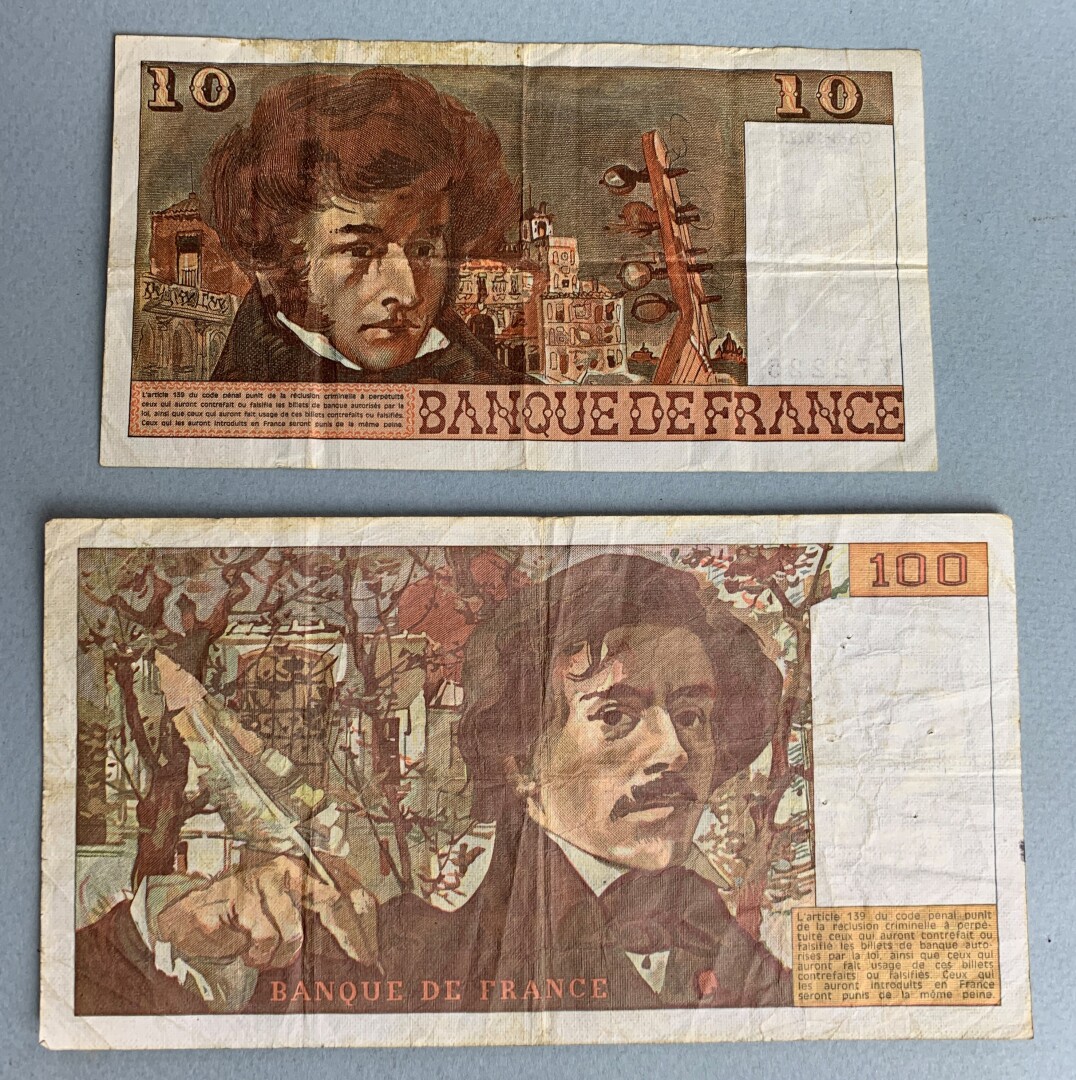 10
10
L'article 139 du code pénal punit de la réclusion criminelle à perpétuité
ceux qui auront contrefait ou falsifié les billets de banque autorisés par la
loi, ainsi que ceux qui auront fait usage de ces billets contrefaits ou falsifiés.
Ceux qui les auront introduits en France seront punis de la même peine.
BANQUE DE FRANCE
100
L'article 139 du code pénal punit
de la réclusion criminelle à perpé-
tuité ceux qui auront contrefait ou
falsifié les billets de banque auto-
risés par la loi, ainsi que ceux qui
auront fait usage de ces billets
contrefaits ou falsifiés. Ceux qui
les auront introduits en France
seront punis de la même peine.
BANQUE DE FRANCE